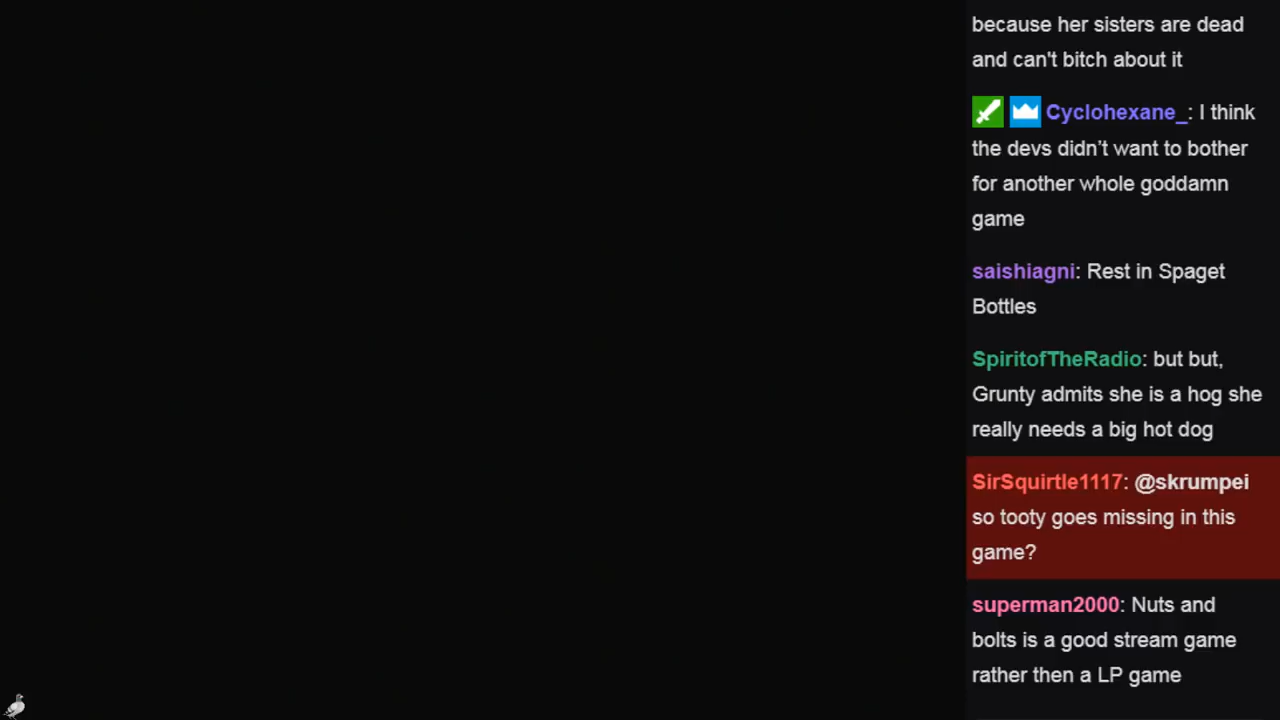 because her sisters are dead
and can't bitch about it
Cyclohexane_: I think
the devs didn't want to bother
for another whole goddamn
game
saishiagni: Rest in Spaget
Bottles
SpiritofTheRadio: but but,
Grunty admits she is a hog she
really needs a big hot dog
SirSquirtle1117: @skrumpei
so tooty goes missing in this
game?
superman2000: Nuts and
bolts is a good stream game
rather then a LP game